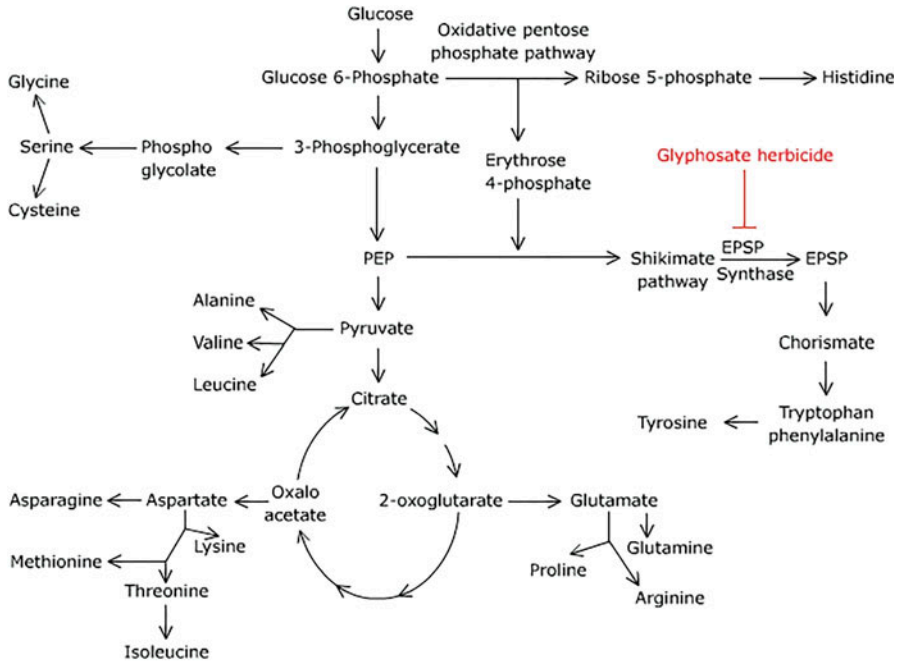 Glucose
Oxidative pentose
phosphate pathway
Glucose 6-Phosphate
Ribose 5-phosphate
Histidine
Glycine
Serine
Phospho
glycolate
3-Phosphoglycerate
Erythrose
4-phosphate
Glyphosate herbicide
Cysteine
PEP
Shikimate
pathway
EPSP
Synthase
EPSP
Alanine
Valine
Leucine
Pyruvate
Chorismate
Citrate
Tyrosine
Tryptophan
phenylalanine
Asparagine
Aspartate
Oxalo
acetate
2-oxoglutarate
Glutamate
Lysine
Glutamine
Methionine
Proline
Threonine
Arginine
Isoleucine